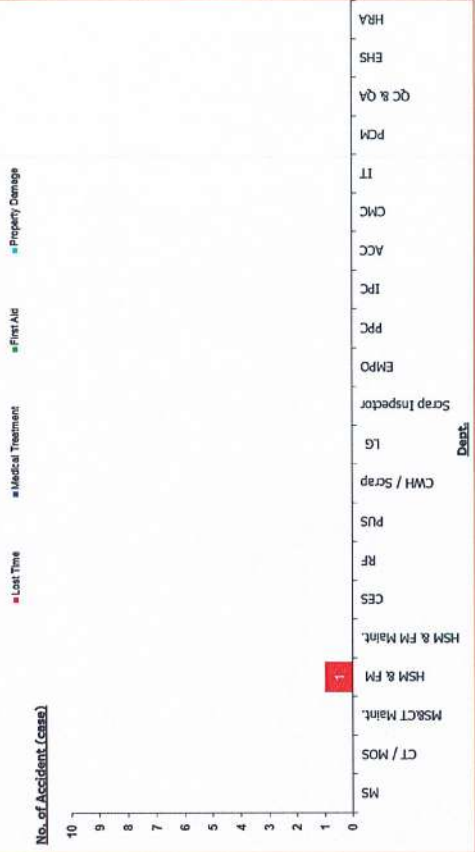 Lost Time Medical Treatment First Aid Property Damage
No. of Accident (case)
10
9
8
7
6
5
4
3
2
1
0
1
MS
CT / MOS
MS&CT Maint.
HSM & FM
HSM & FM Maint.
CES
RF
PUS
CWH / Scrap
LG
Scrap Inspector
EMPO
PPC
IPC
ACC
CMC
IT
PCM
QC & QA
EHS
HRA
Dept.